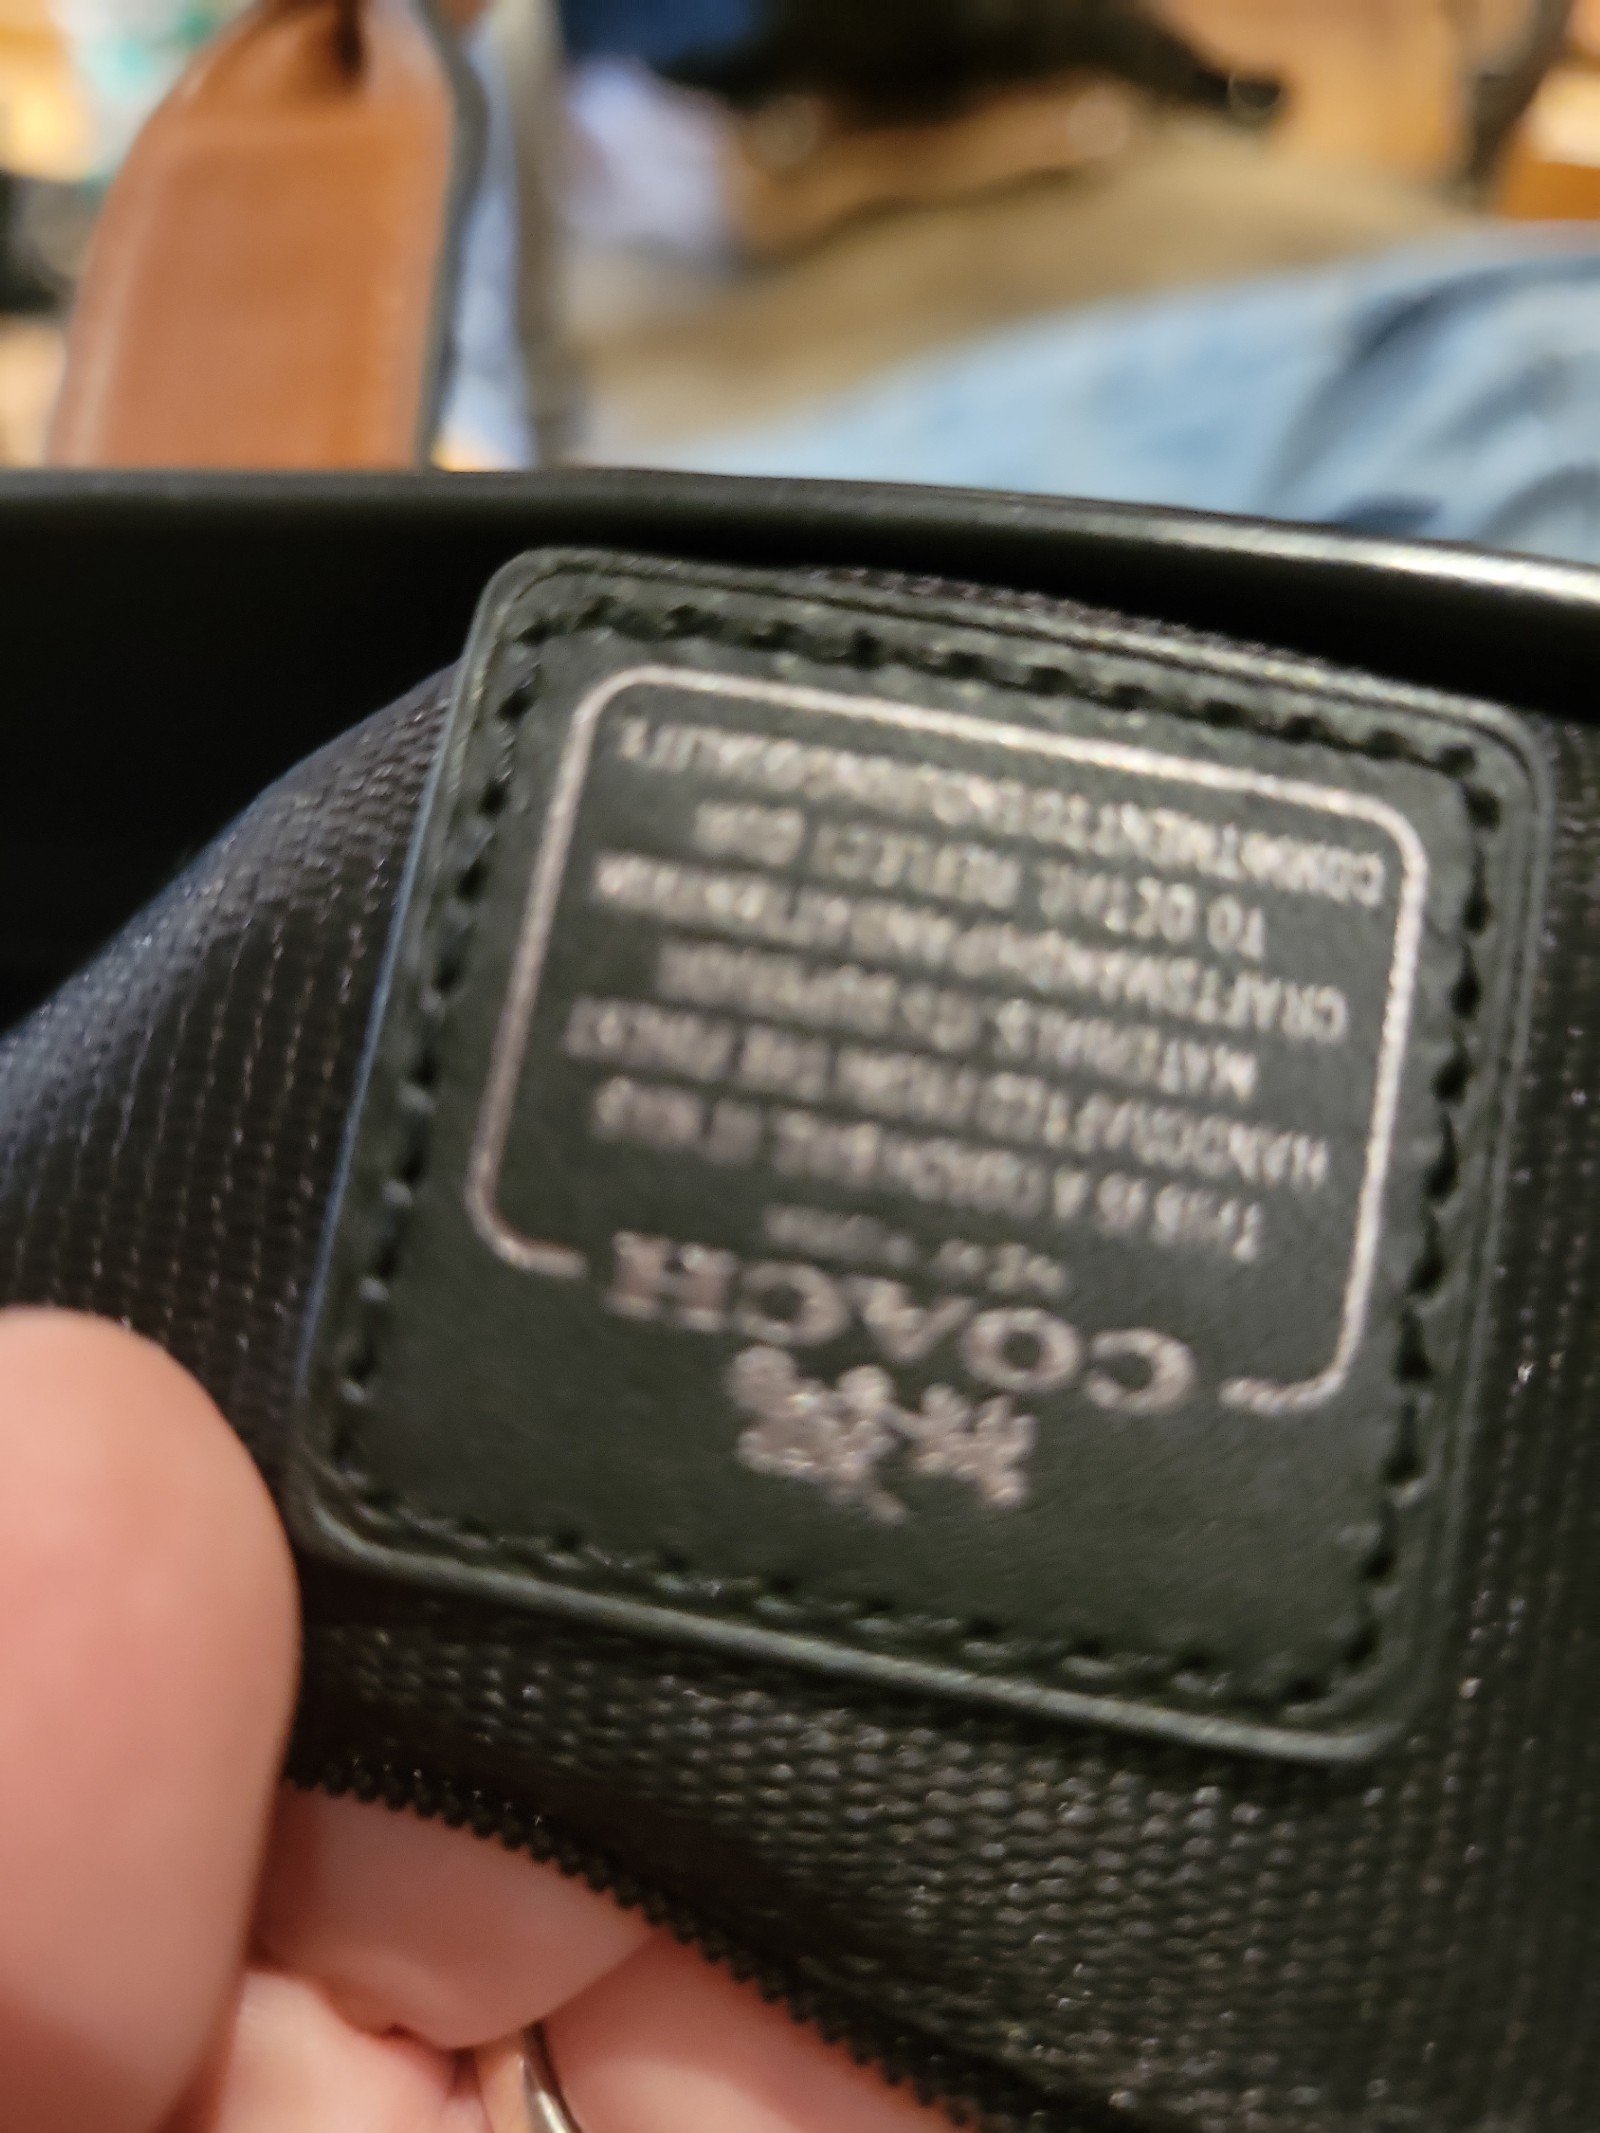 COACH
NEW YORK
THIS IS A COACH BAG. IT WAS
HANDCRAFTED FROM THE FINEST
MATERIALS. ITS SUPERIOR
CRAFTSMANSHIP AND ATTENTION
TO DETAIL REFLECT OUR
COMMITMENT TO ENDURING QUALITY.